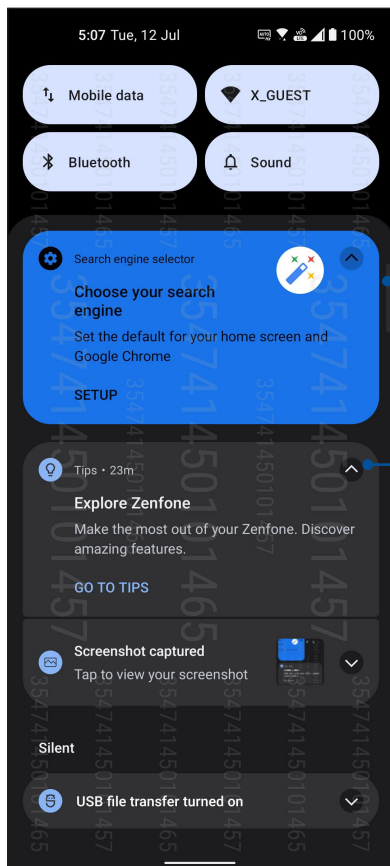 5:07 Tue, 12 Jul 100%
Mobile data X_GUEST
Bluetooth Sound
Search engine selector
Choose your search
engine
Set the default for your home screen and
Google Chrome
SETUP
Tips • 23m
Explore Zenfone
Make the most out of your Zenfone. Discover
amazing features.
GO TO TIPS
Screenshot captured
Tap to view your screenshot
Silent
USB file transfer turned on